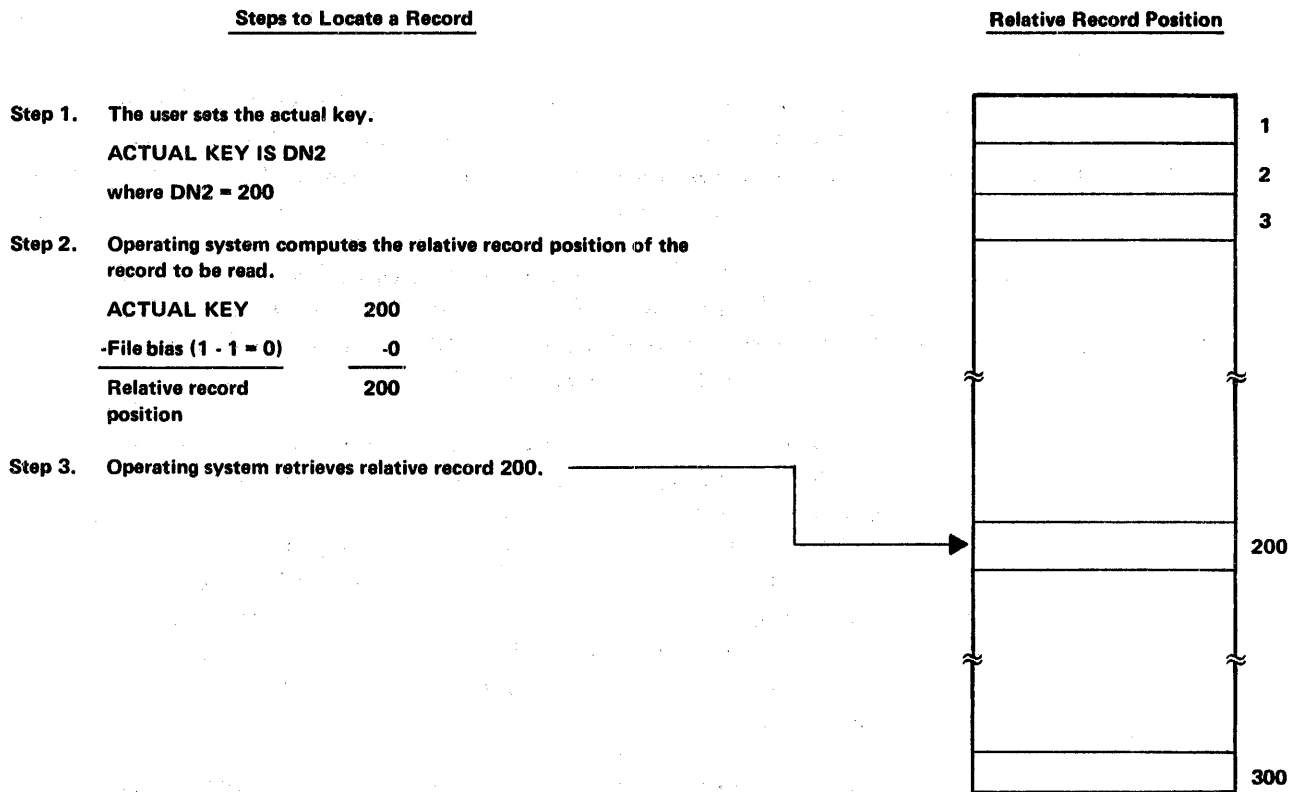 Steps to Locate a Record
Relative Record Position
Step 1. The user sets the actual key.
ACTUAL KEY IS DN2
where DN2 = 200
Step 2. Operating system computes the relative record position of the
record to be read.
ACTUAL KEY 200
-File bias (1 - 1 = 0) -0
Relative record 200
position
Step 3. Operating system retrieves relative record 200.
1
2
3
200
300